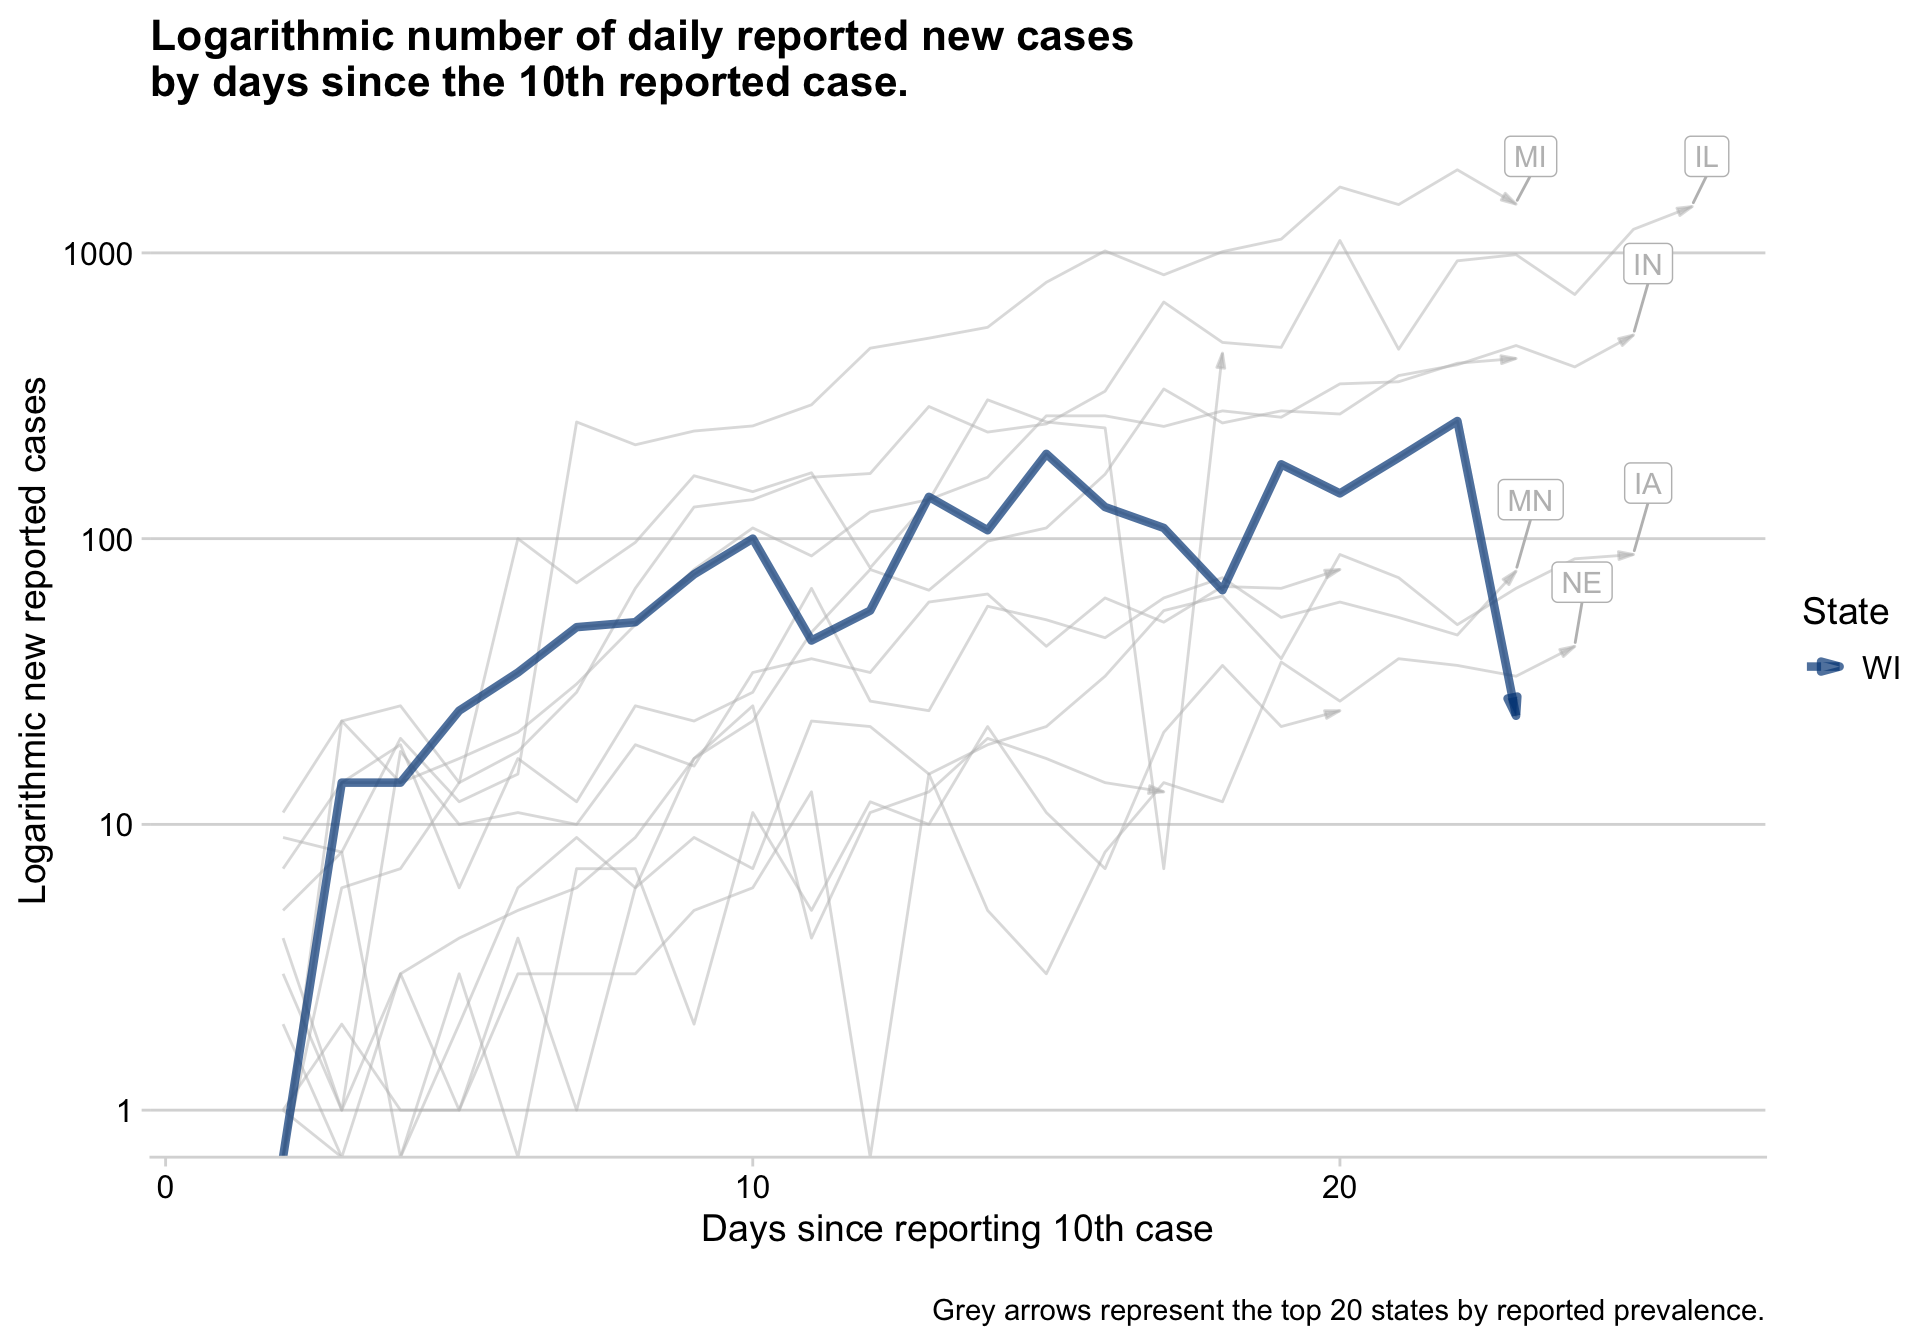 Logarithmic number of daily reported new cases
by days since the 10th reported case.
MI
IL
1000
IN
Logarithmic new reported cases
100
MN
IA
NE
State
WI
10
1
0
10
20
Days since reporting 10th case
Grey arrows represent the top 20 states by reported prevalence.